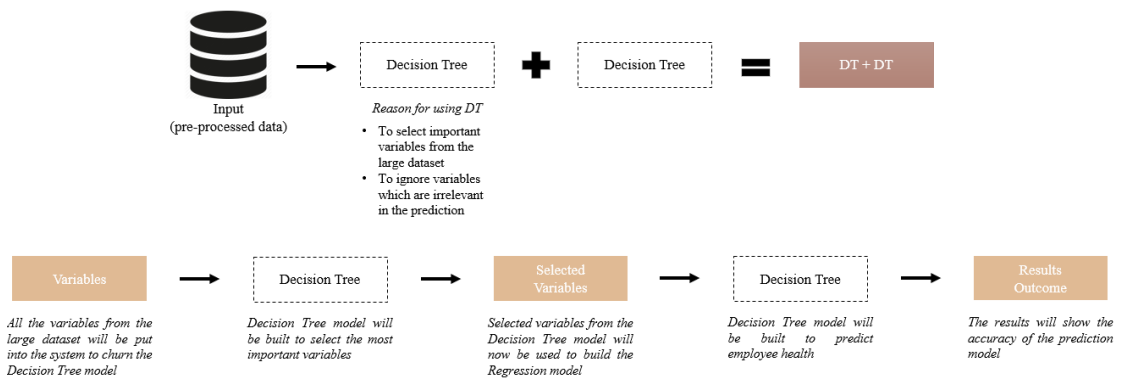 Decision Tree
Decision Tree
DT + DT
Input
(pre-processed data)
Reason for using DT
• To select important
variables from the
large dataset
• To ignore variables
which are irrelevant
in the prediction
Variables
Decision Tree
Selected
Variables
Decision Tree
Results
Outcome
All the variables from the
large dataset will be put
into the system to churn the
Decision Tree model
Decision Tree model will
be built to select the most
important variables
Selected variables from the
Decision Tree model will
now be used to build the
Regression model
Decision Tree model will
be built to predict
employee health
The results will show the
accuracy of the prediction
model